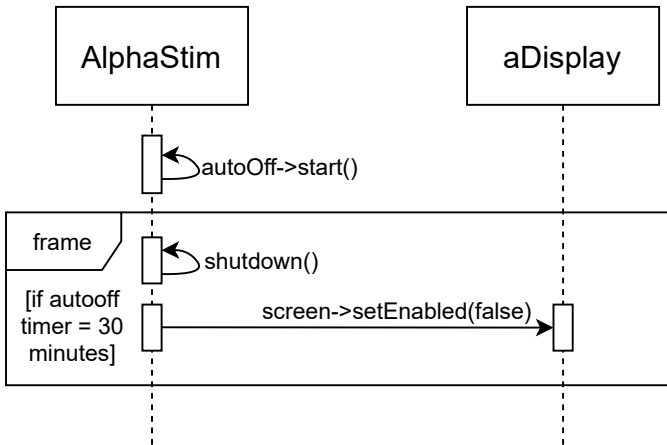 AlphaStim
aDisplay
autoOff->start()
frame
shutdown()
[if autooff
timer = 30
minutes]
screen->setEnabled(false)